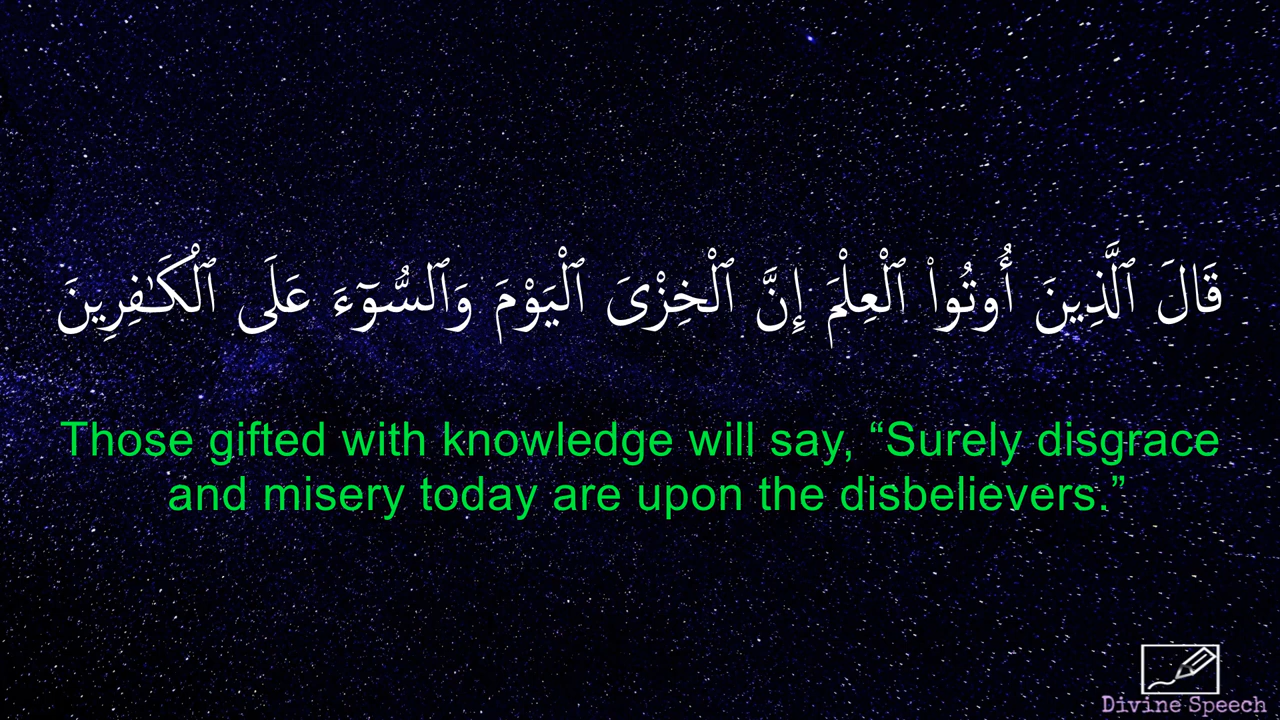 قَالَ ٱلَّذِينَ أُوتُوا۟ ٱلْعِلْمَ إِنَّ ٱلْخِزْىَ ٱلْيَوْمَ وَٱلسُّوٓءَ عَلَى ٱلْكَـٰفِرِينَ
Those gifted with knowledge will say, “Surely disgrace
and misery today are upon the disbelievers.”
Divine Speech